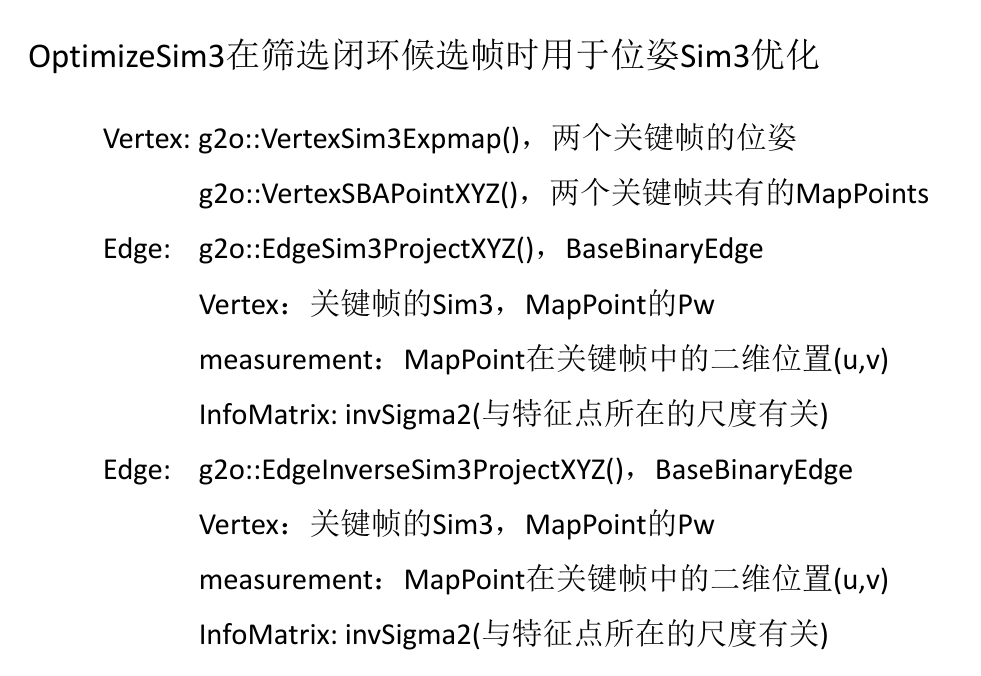 OptimizeSim3在筛选闭环候选帧时用于位姿Sim3优化
Vertex: g2o::VertexSim3Expmap()，两个关键帧的位姿
g2o::VertexSBAPointXYZ()，两个关键帧共有的MapPoints
Edge: g2o::EdgeSim3ProjectXYZ()，BaseBinaryEdge
Vertex：关键帧的Sim3，MapPoint的Pw
measurement：MapPoint在关键帧中的二维位置(u,v)
InfoMatrix: invSigma2(与特征点所在的尺度有关)
Edge: g2o::EdgeInverseSim3ProjectXYZ()，BaseBinaryEdge
Vertex：关键帧的Sim3，MapPoint的Pw
measurement：MapPoint在关键帧中的二维位置(u,v)
InfoMatrix: invSigma2(与特征点所在的尺度有关)